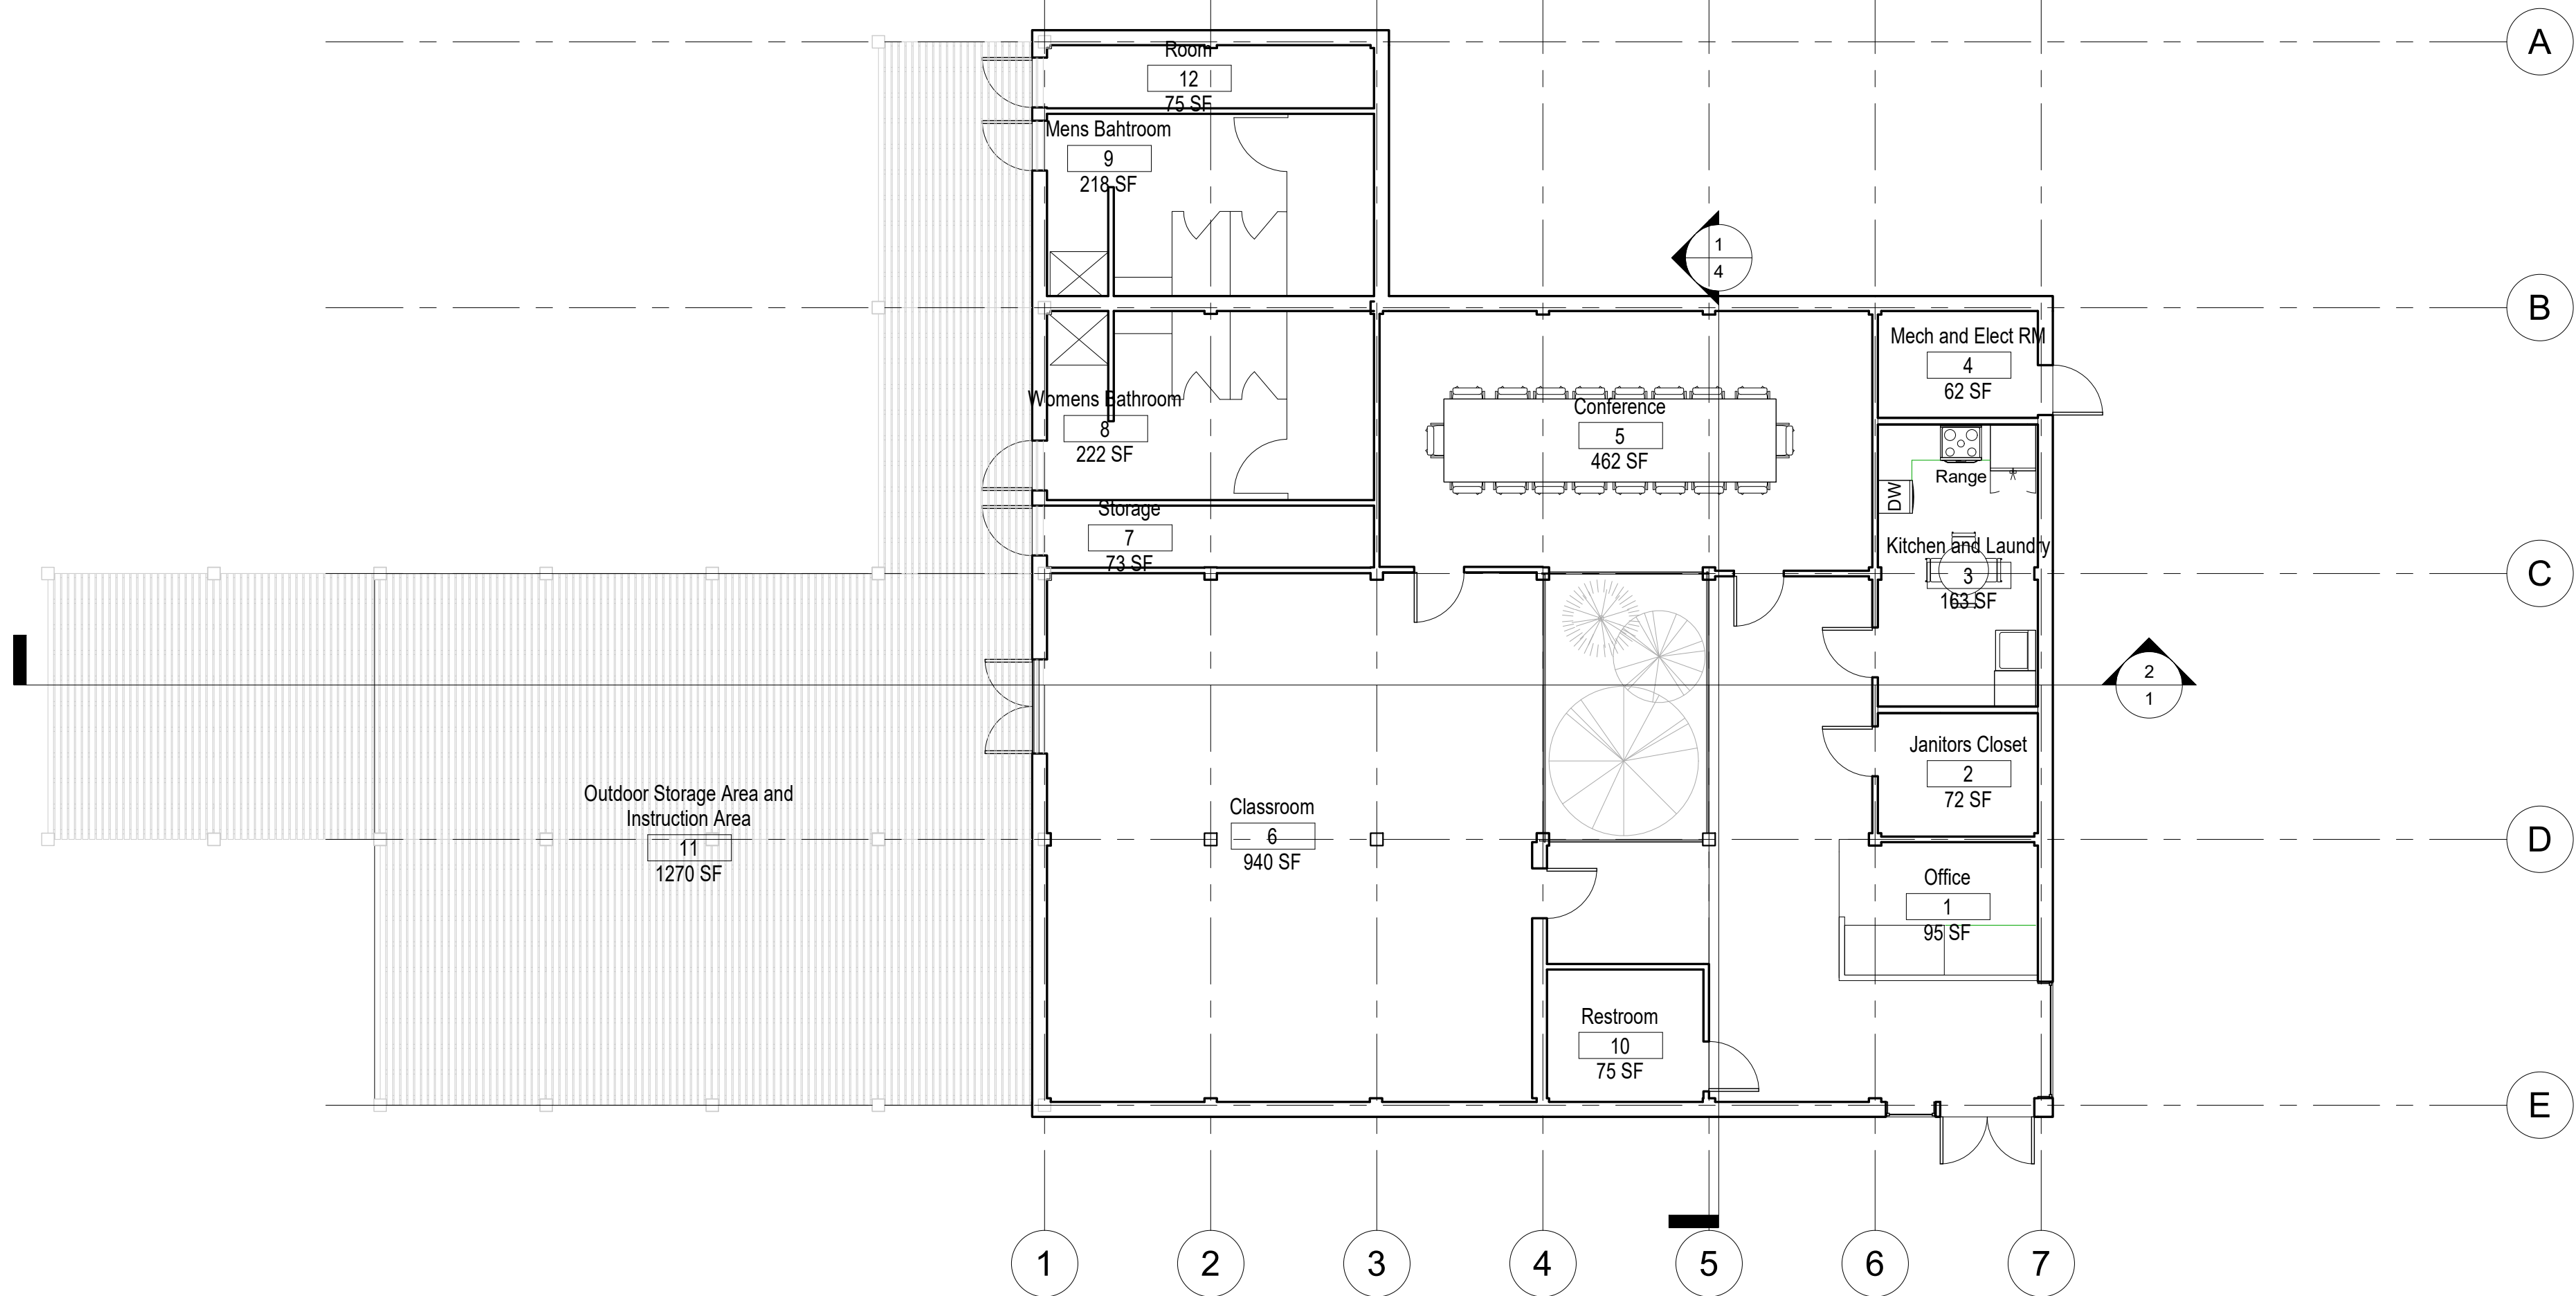 A
Room
12
75 SF
Mens Bahtroom
9
218 SF
1
4
B
Mech and Elect RM
4
62 SF
Womens Bathroom
8
222 SF
Conference
5
462 SF
Range
DW
Storage
7
73 SF
Kitchen and Laundry
3
163 SF
C
2
1
Janitors Closet
2
72 SF
Outdoor Storage Area and
Instruction Area
11
1270 SF
Classroom
6
940 SF
D
Office
1
95 SF
Restroom
10
75 SF
E
1
2
3
4
5
6
7